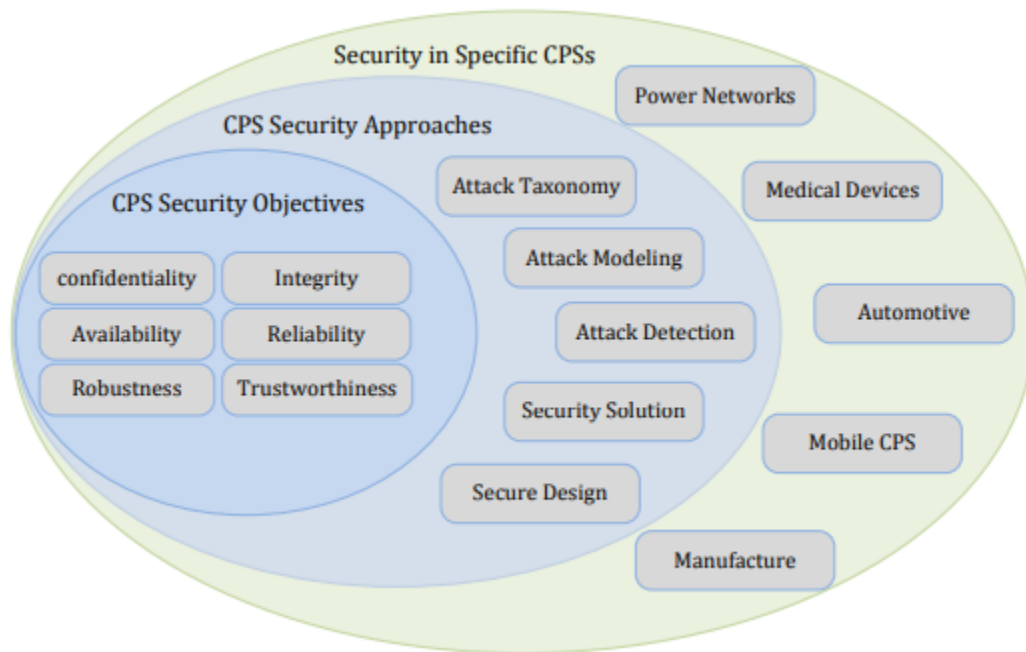 Security in Specific CPSs
Power Networks
CPS Security Approaches
Attack Taxonomy
Medical Devices
CPS Security Objectives
Attack Modeling
confidentiality
Integrity
Automotive
Availability
Reliability
Attack Detection
Robustness
Trustworthiness
Security Solution
Mobile CPS
Secure Design
Manufacture